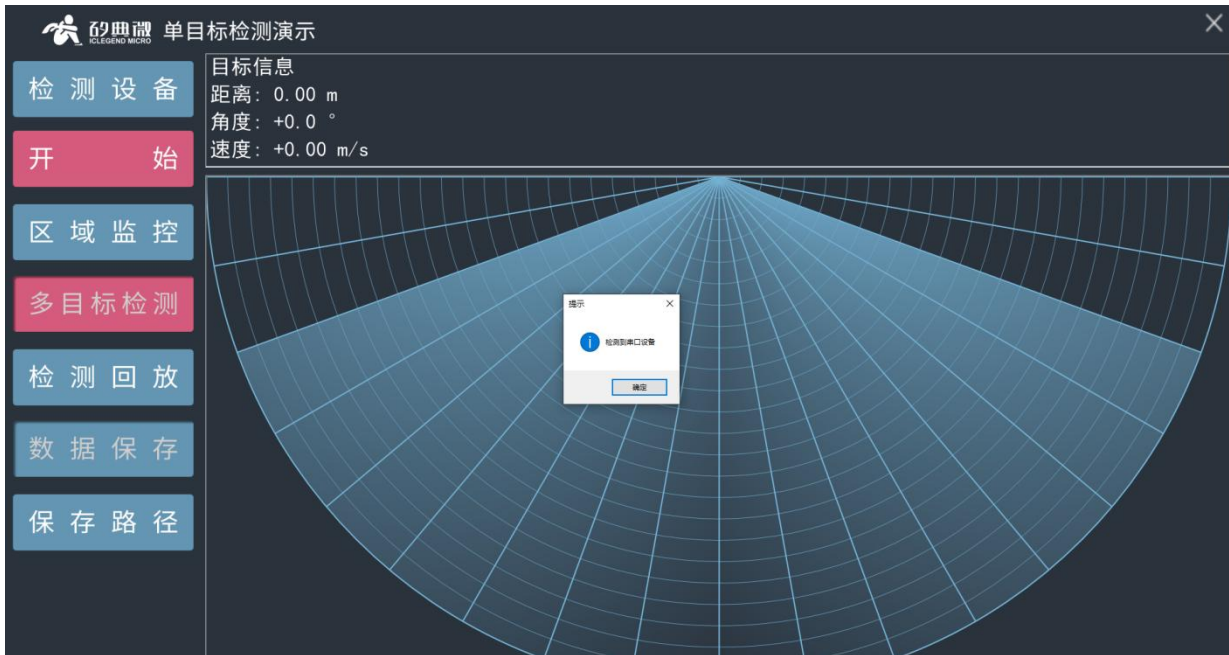 矽典微 单目标检测演示
ICLEGEND MICRO
目标信息
距离: 0.00 m
角度: +0.0 °
速度: +0.00 m/s
检测设备
开始
区域监控
多目标检测
检测回放
数据保存
保存路径
提示
检测到串口设备
确定